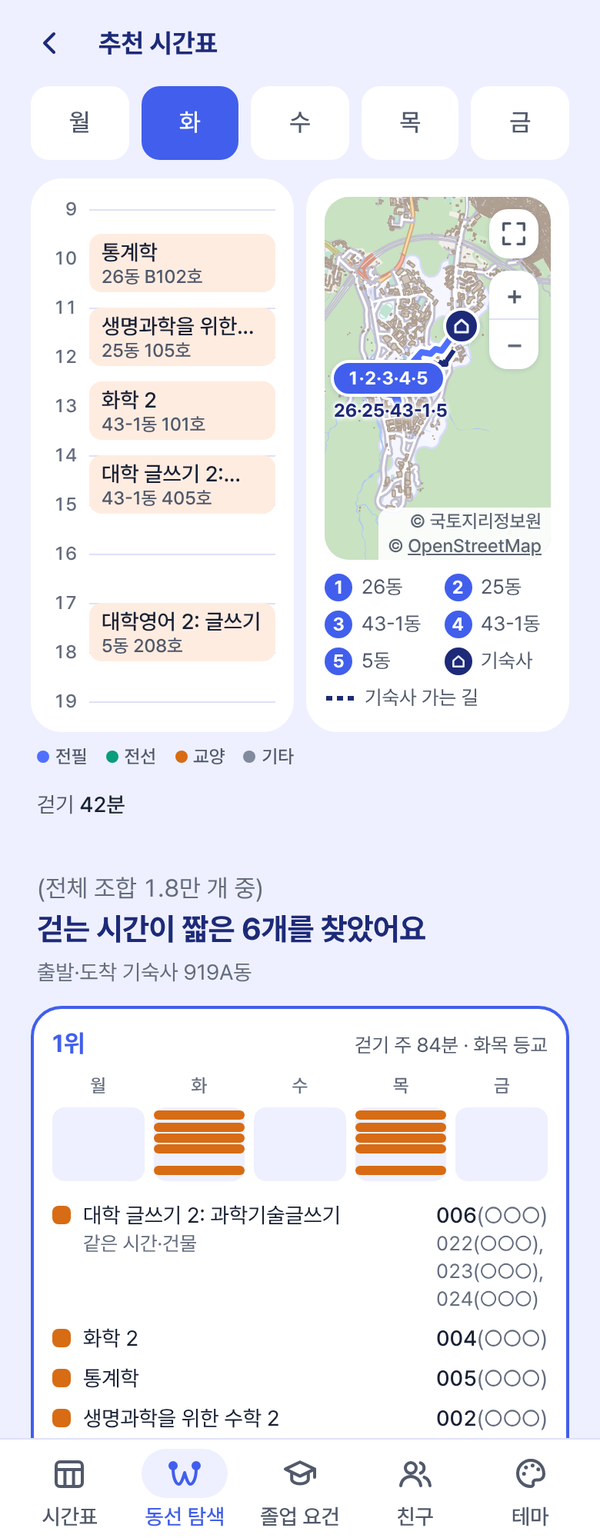 추천 시간표
월 화 수 목 금
9
10
11
12
13
14
15
16
17
18
19
통계학
26동 B102호
생명과학을 위한...
25동 105호
화학 2
43-1동 101호
대학 글쓰기 2:...
43-1동 405호
대학영어 2: 글쓰기
5동 208호
+
−
1·2·3·4·5
26·25·43-1·5
© 국토지리정보원
© OpenStreetMap
1 26동 2 25동
3 43-1동 4 43-1동
5 5동 기숙사
기숙사 가는 길
전필 전선 교양 기타
걷기 42분
(전체 조합 1.8만 개 중)
걷는 시간이 짧은 6개를 찾았어요
출발·도착 기숙사 919A동
1위 걷기 주 84분 · 화목 등교
월 화 수 목 금
대학 글쓰기 2: 과학기술글쓰기 006(○○○)
같은 시간·건물 022(○○○),
023(○○○),
024(○○○)
화학 2 004(○○○)
통계학 005(○○○)
생명과학을 위한 수학 2 002(○○○)
시간표 동선 탐색 졸업 요건 친구 테마